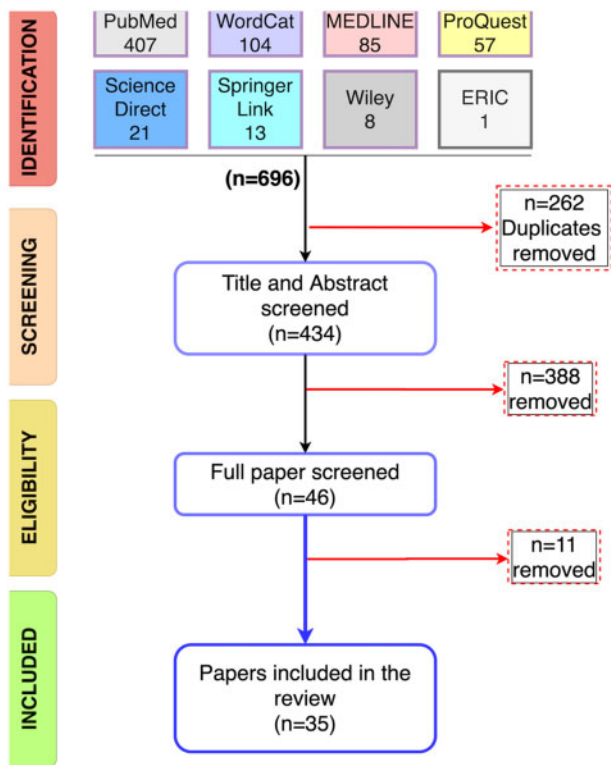 IDENTIFICATION
PubMed
407
WordCat
104
MEDLINE
85
ProQuest
57
Science
Direct
21
Springer
Link
13
Wiley
8
ERIC
1
(n=696)
n=262
Duplicates
removed
SCREENING
Title and Abstract
screened
(n=434)
n=388
removed
ELIGIBILITY
Full paper screened
(n=46)
n=11
removed
INCLUDED
Papers included in the
review
(n=35)